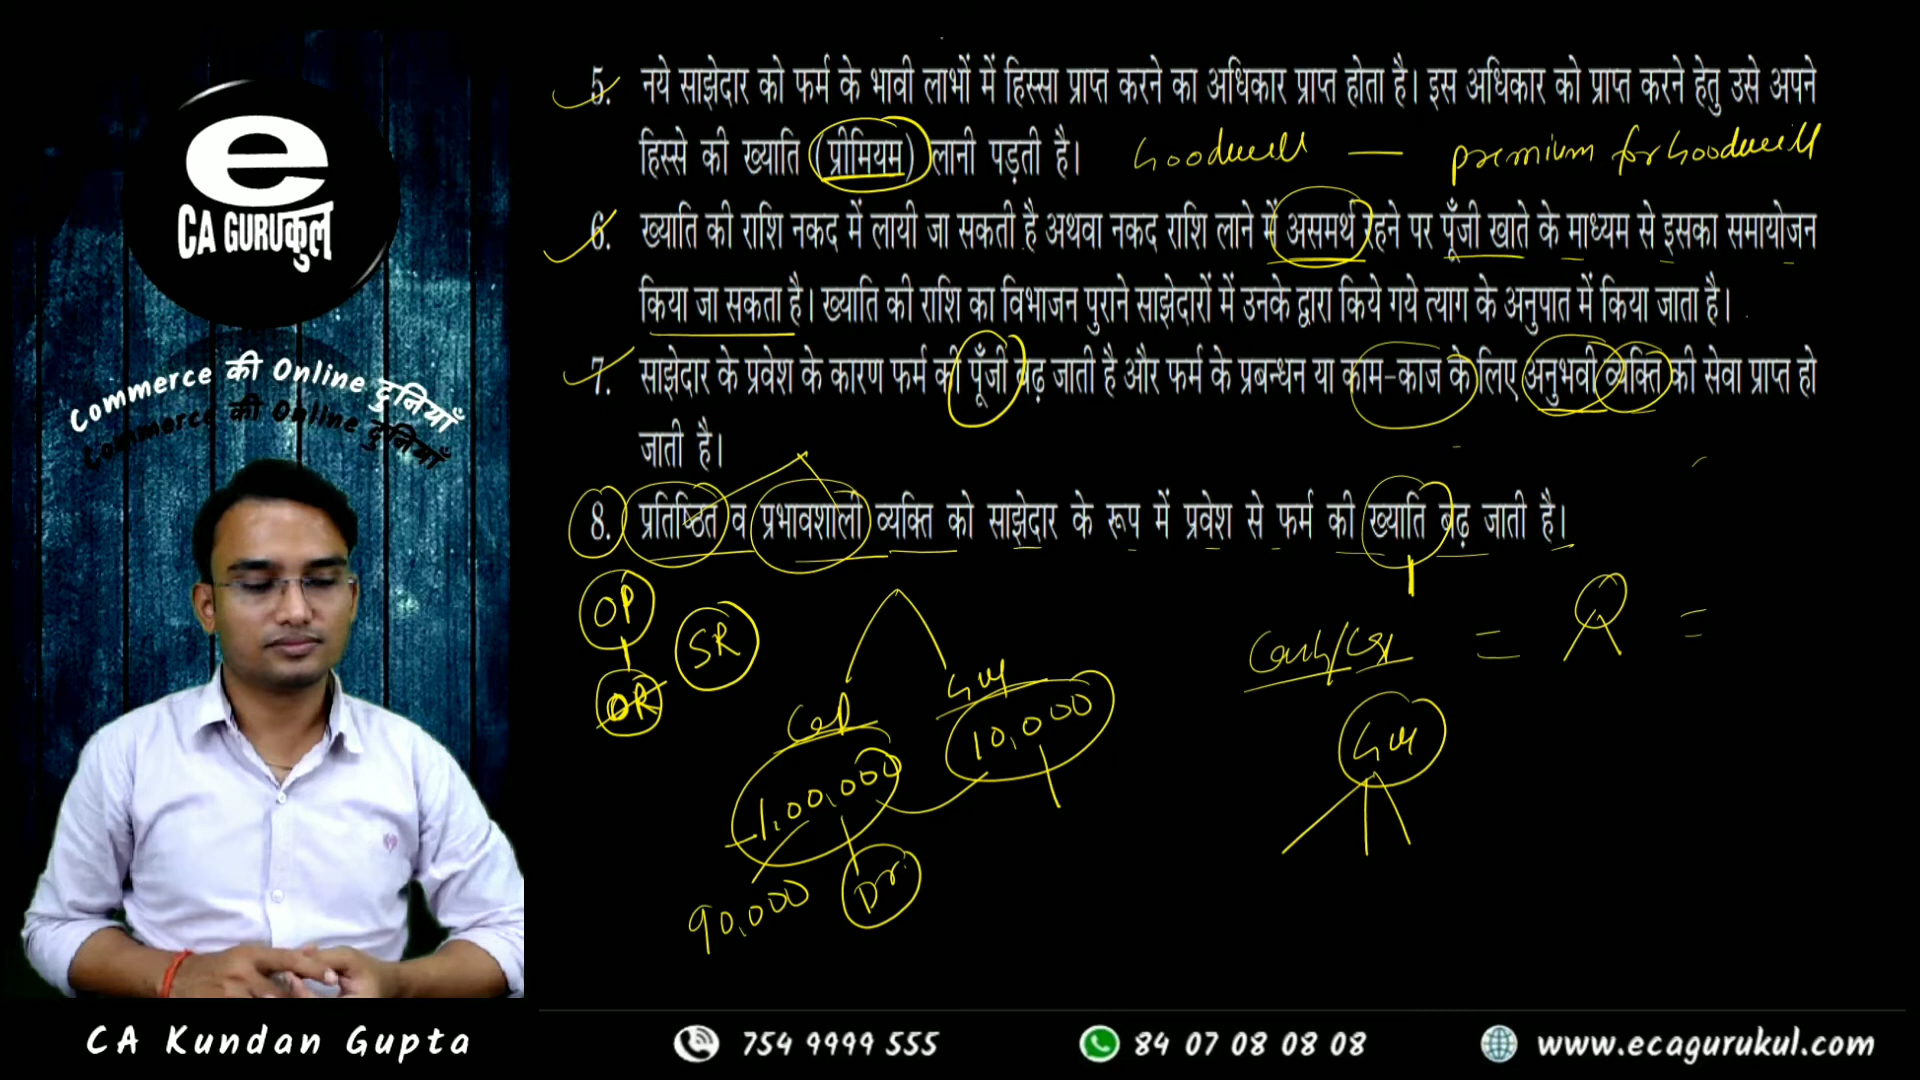 5. नये साझेदार को फर्म के भावी लाभों में हिस्सा प्राप्त करने का अधिकार प्राप्त होता है। इस अधिकार को प्राप्त करने हेतु उसे अपने
हिस्से की ख्याति (प्रीमियम) लानी पड़ती है। Goodwill — premium for Goodwill
6. ख्याति की राशि नकद में लायी जा सकती है अथवा नकद राशि लाने में असमर्थ रहने पर पूँजी खाते के माध्यम से इसका समायोजन
किया जा सकता है। ख्याति की राशि का विभाजन पुराने साझेदारों में उनके द्वारा किये गये त्याग के अनुपात में किया जाता है।
7. साझेदार के प्रवेश के कारण फर्म की पूँजी बढ़ जाती है और फर्म के प्रबन्धन या काम-काज के लिए अनुभवी व्यक्ति की सेवा प्राप्त हो
जाती है।
8. प्रतिष्ठित व प्रभावशाली व्यक्ति को साझेदार के रूप में प्रवेश से फर्म की ख्याति बढ़ जाती है।
OP
OR
SR
Cap
1,00,000
90,000
Dr.
10,000
e
CA GURUकुल
Commerce की Online दुनियाँ
Commerce की Online दुनियाँ
CA Kundan Gupta
754 9999 555
84 07 08 08 08
www.ecagurukul.com